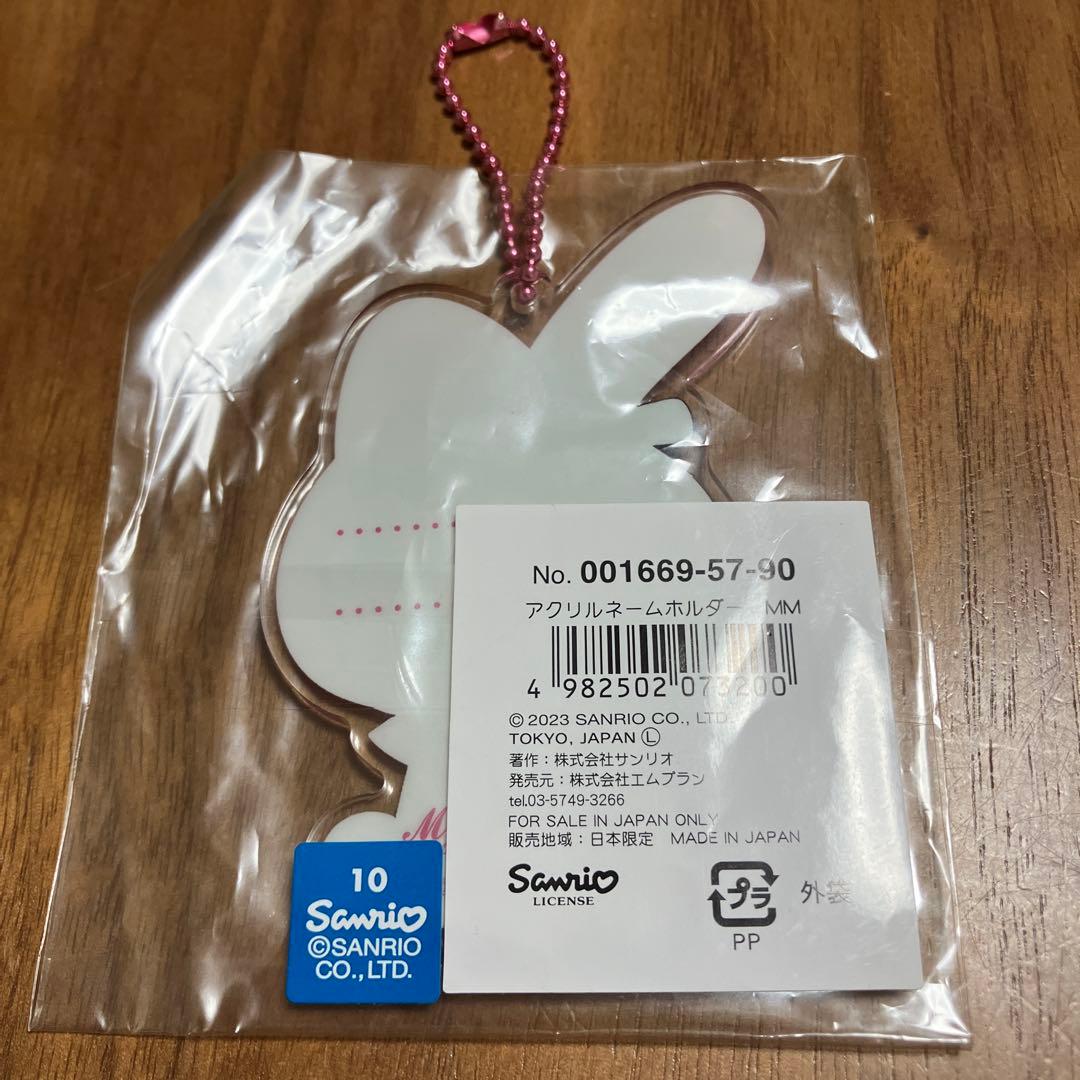 No. 001669-57-90
アクリルネームホルダー MM
4 982502 073200
© 2023 SANRIO CO., LTD.
TOKYO, JAPAN Ⓛ
著作：株式会社サンリオ
発売元：株式会社エムプラン
tel.03-5749-3266
FOR SALE IN JAPAN ONLY
販売地域：日本限定 MADE IN JAPAN
Sanrio
LICENSE
プラ
外袋
PP
M
10
Sanrio
©SANRIO
CO.,LTD.